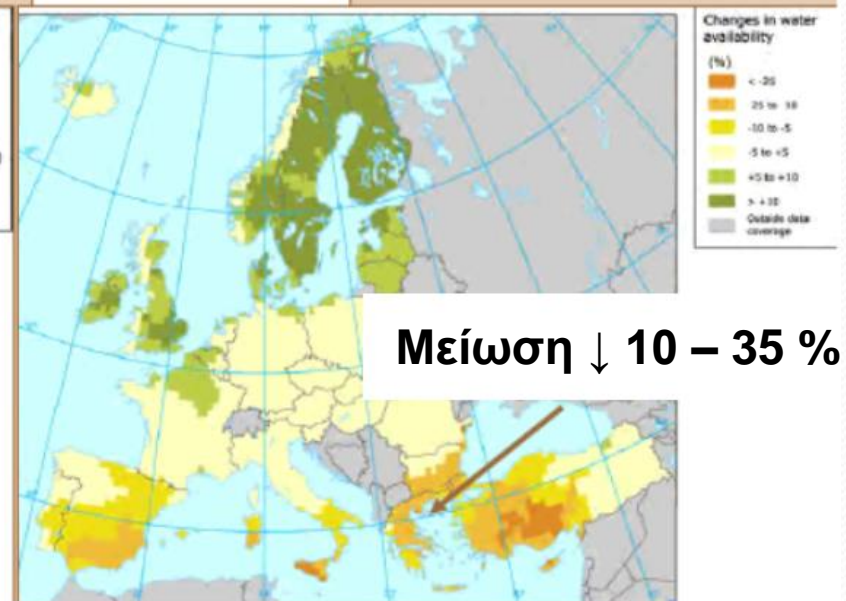 Changes in water
availability
(%)
< -25
-25 to -10
-10 to -5
-5 to +5
+5 to +10
> +10
Outside data
coverage
Μείωση ↓ 10 – 35 %